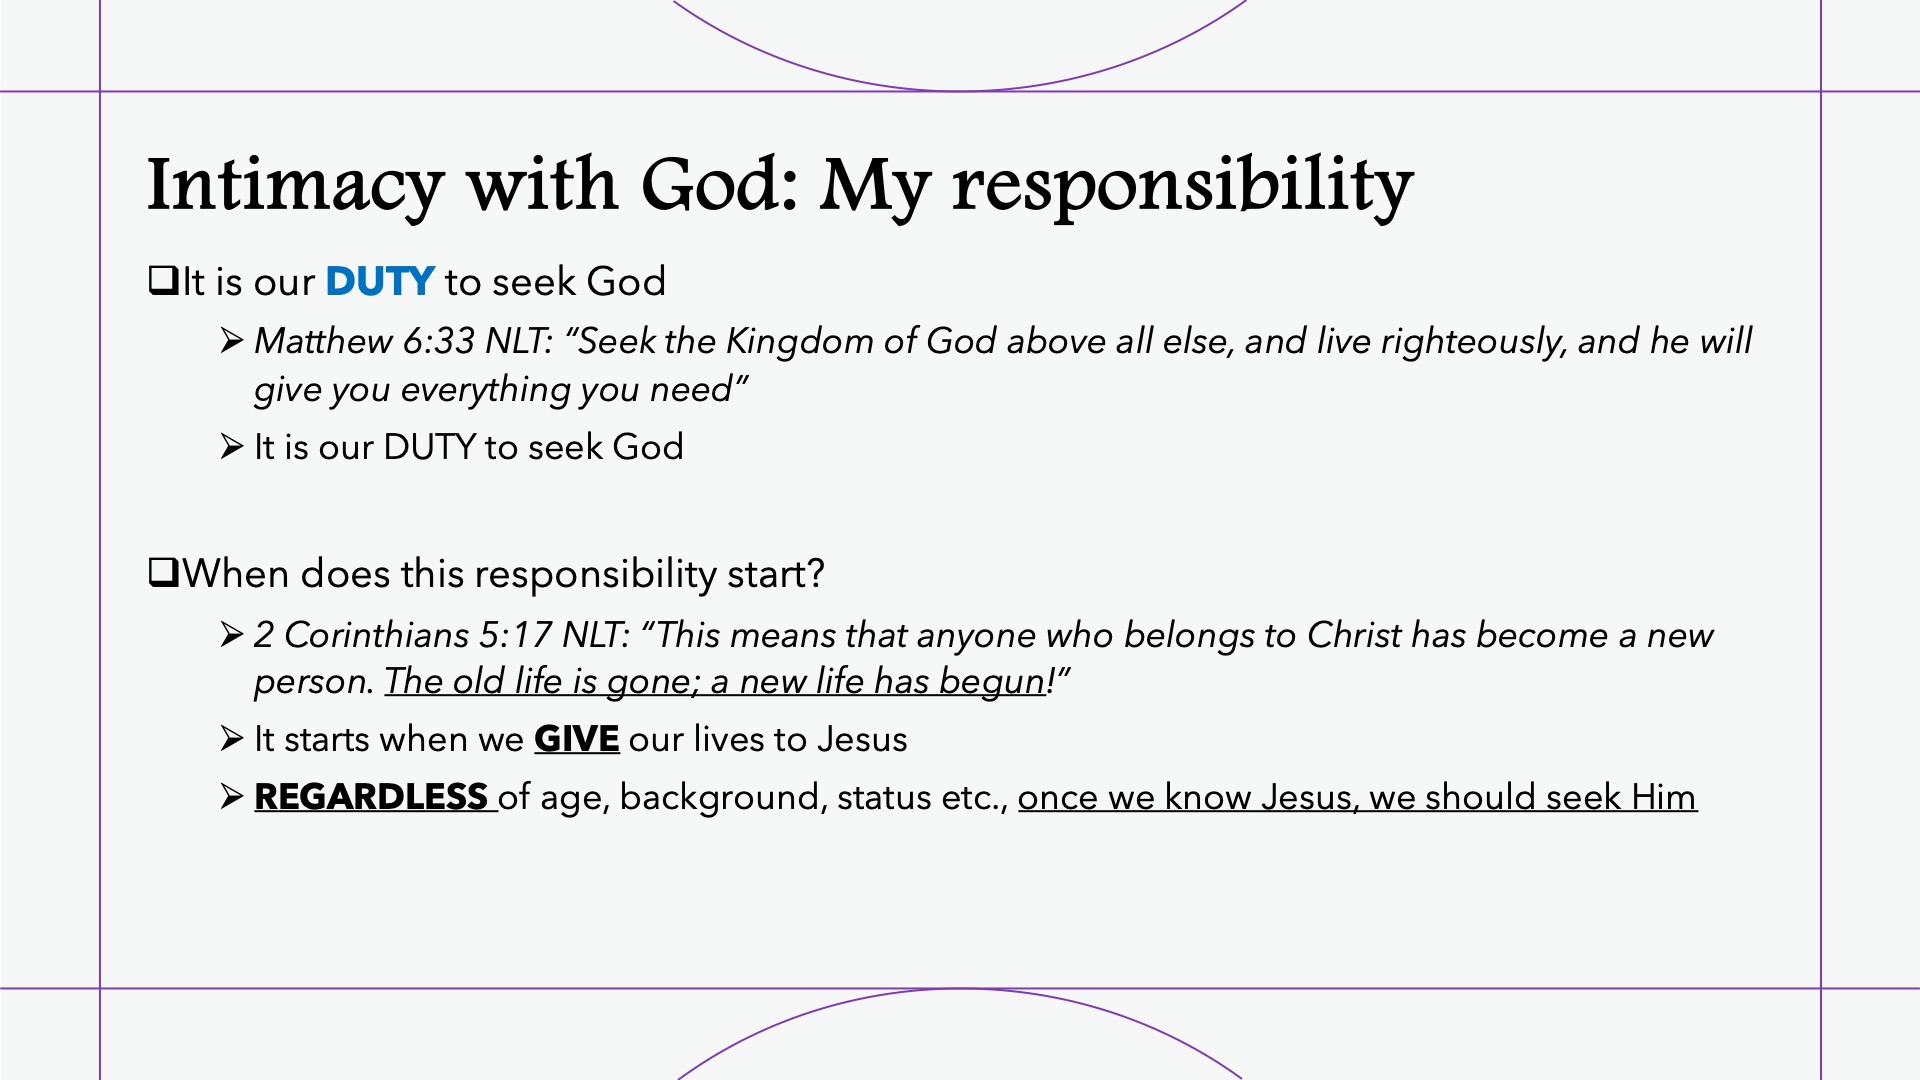 Intimacy with God: My responsibility
❑It is our DUTY to seek God
➢ Matthew 6:33 NLT: “Seek the Kingdom of God above all else, and live righteously, and he will
give you everything you need”
➢ It is our DUTY to seek God
❑When does this responsibility start?
➢ 2 Corinthians 5:17 NLT: “This means that anyone who belongs to Christ has become a new
person. The old life is gone; a new life has begun!”
➢ It starts when we GIVE our lives to Jesus
➢ REGARDLESS of age, background, status etc., once we know Jesus, we should seek Him